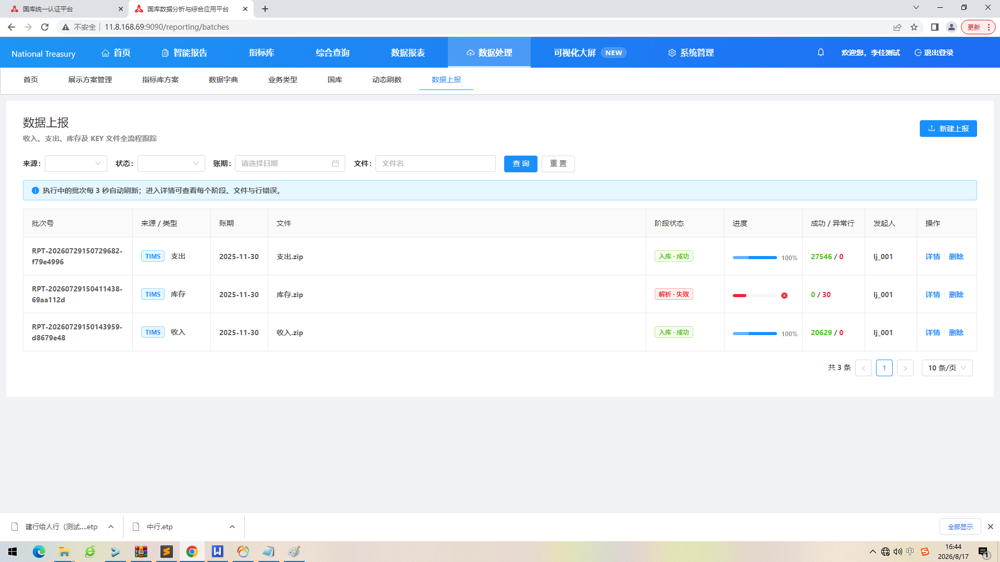 国库统一认证平台
国库数据分析与综合应用平台
不安全
11.8.168.69:9090/reporting/batches
更新
National Treasury
首页
智能报告
指标库
综合查询
数据报表
数据处理
可视化大屏 NEW
系统管理
欢迎您，李佳测试
退出登录
首页
展示方案管理
指标库方案
数据字典
业务类型
国库
动态刷数
数据上报
数据上报
新建上报
收入、支出、库存及 KEY 文件全流程跟踪
来源：
状态：
账期： 请选择日期
文件： 文件名
查 询
重 置
执行中的批次每 3 秒自动刷新；进入详情可查看每个阶段、文件与行错误。
批次号
来源 / 类型
账期
文件
阶段状态
进度
成功 / 异常行
发起人
操作
RPT-20260729150729682-
f79e4996
TIMS 支出
2025-11-30
支出.zip
入库 · 成功
100%
27546 / 0
lj_001
详情 删除
RPT-20260729150411438-
69aa112d
TIMS 库存
2025-11-30
库存.zip
解析 · 失败
0 / 30
lj_001
详情 删除
RPT-20260729150143959-
d8679e48
TIMS 收入
2025-11-30
收入.zip
入库 · 成功
100%
20629 / 0
lj_001
详情 删除
共 3 条
1
10 条/页
建行给人行（测试....etp
中行.etp
全部显示
中
16:44
2026/8/17
1